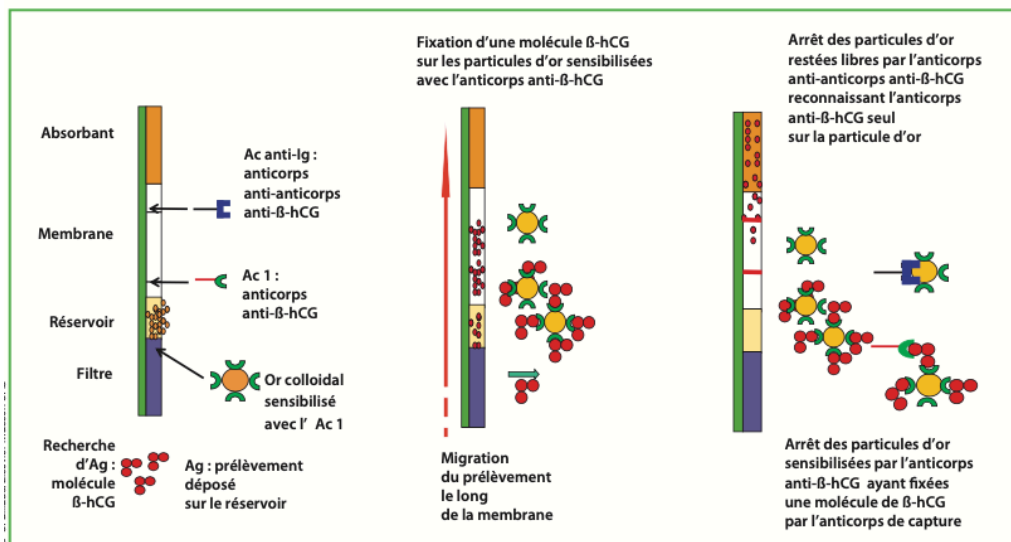 Fixation d'une molécule ß-hCG
sur les particules d'or sensibilisées
avec l'anticorps anti-ß-hCG
Arrêt des particules d'or
restées libres par l'anticorps
anti-anticorps anti-ß-hCG
reconnaissant l'anticorps
anti-ß-hCG seul
sur la particule d'or
Absorbant
Ac anti-Ig :
anticorps
anti-anticorps
anti-ß-hCG
Membrane
Ac 1 :
anticorps
anti-ß-hCG
Réservoir
Filtre
Or colloidal
sensibilisé
avec l' Ac 1
Recherche
d'Ag :
molécule
ß-hCG
Ag : prélèvement
déposé
sur le réservoir
Migration
du prélèvement
le long
de la membrane
Arrêt des particules d'or
sensibilisées par l'anticorps
anti-ß-hCG ayant fixées
une molécule de ß-hCG
par l'anticorps de capture